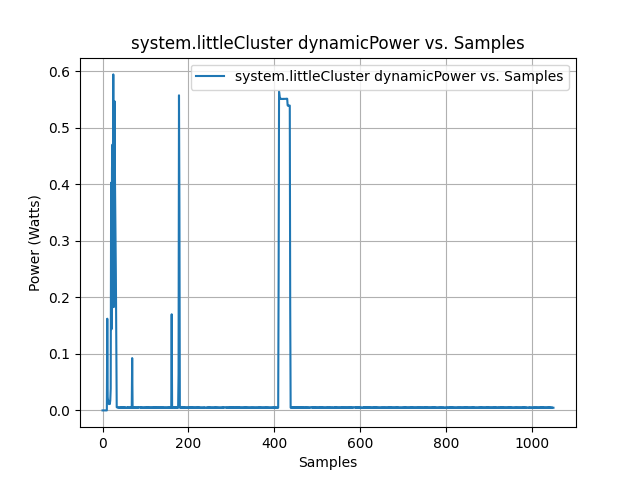 system.littleCluster dynamicPower vs. Samples
system.littleCluster dynamicPower vs. Samples
0.6
0.5
0.4
0.3
0.2
0.1
0.0
Power (Watts)
0 200 400 600 800 1000
Samples